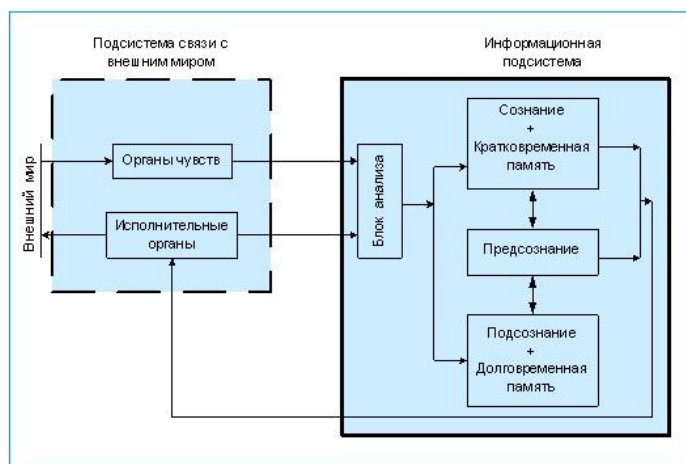 Подсистема связи с
внешним миром
Информационная
подсистема
Внешний мир
Органы чувств
Исполнительные
органы
Блок анализа
Сознание
+
Кратковременная
память
Предсознание
Подсознание
+
Долговременная
память